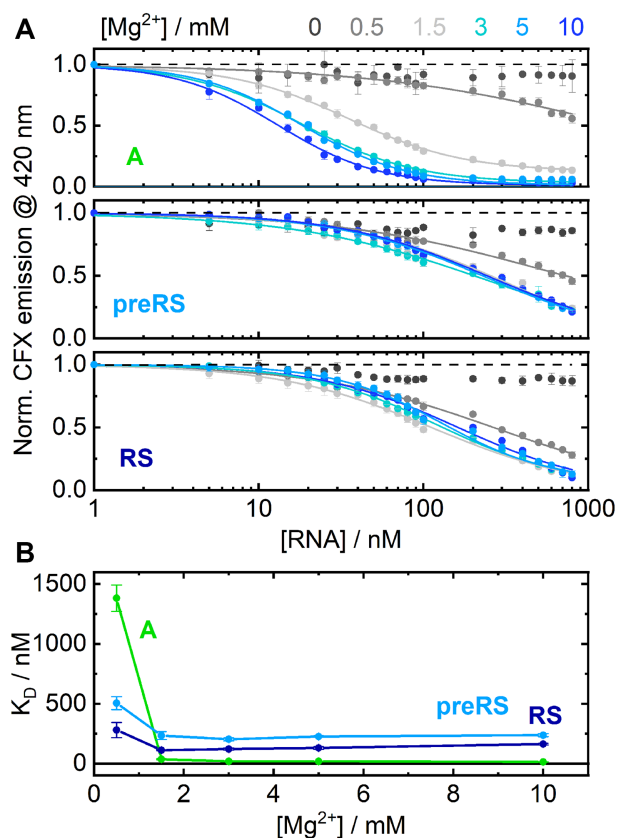 A
[Mg²⁺] / mM 0 0.5 1.5 3 5 10
Norm. CFX emission @ 420 nm
1.0
0.5
0.0
A
1.0
0.5
0.0
preRS
1.0
0.5
0.0
RS
1 10 100 1000
[RNA] / nM
B
K_D / nM
1500
1000
500
0
A
preRS
RS
0 2 4 6 8 10
[Mg²⁺] / mM